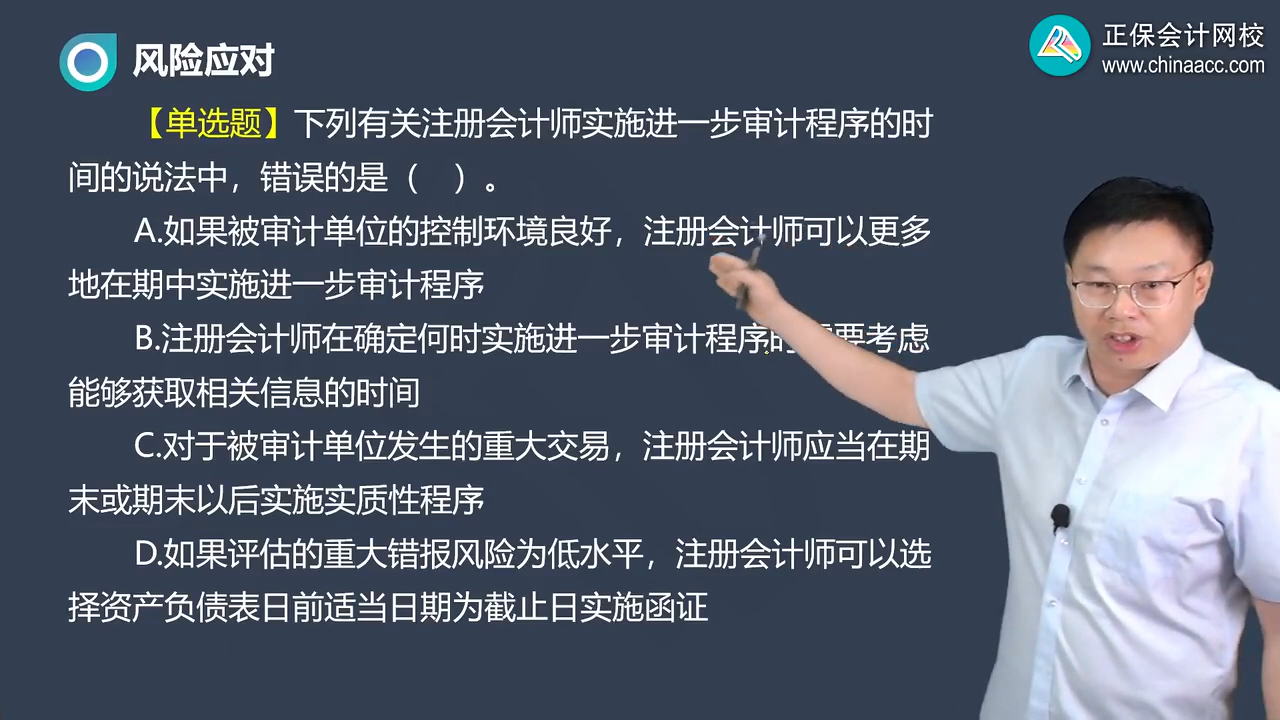 风险应对
正保会计网校
www.chinaacc.com
【单选题】下列有关注册会计师实施进一步审计程序的时
间的说法中，错误的是（ ）。
A.如果被审计单位的控制环境良好，注册会计师可以更多
地在期中实施进一步审计程序
B.注册会计师在确定何时实施进一步审计程序时需要考虑
能够获取相关信息的时间
C.对于被审计单位发生的重大交易，注册会计师应当在期
末或期末以后实施实质性程序
D.如果评估的重大错报风险为低水平，注册会计师可以选
择资产负债表日前适当日期为截止日实施函证